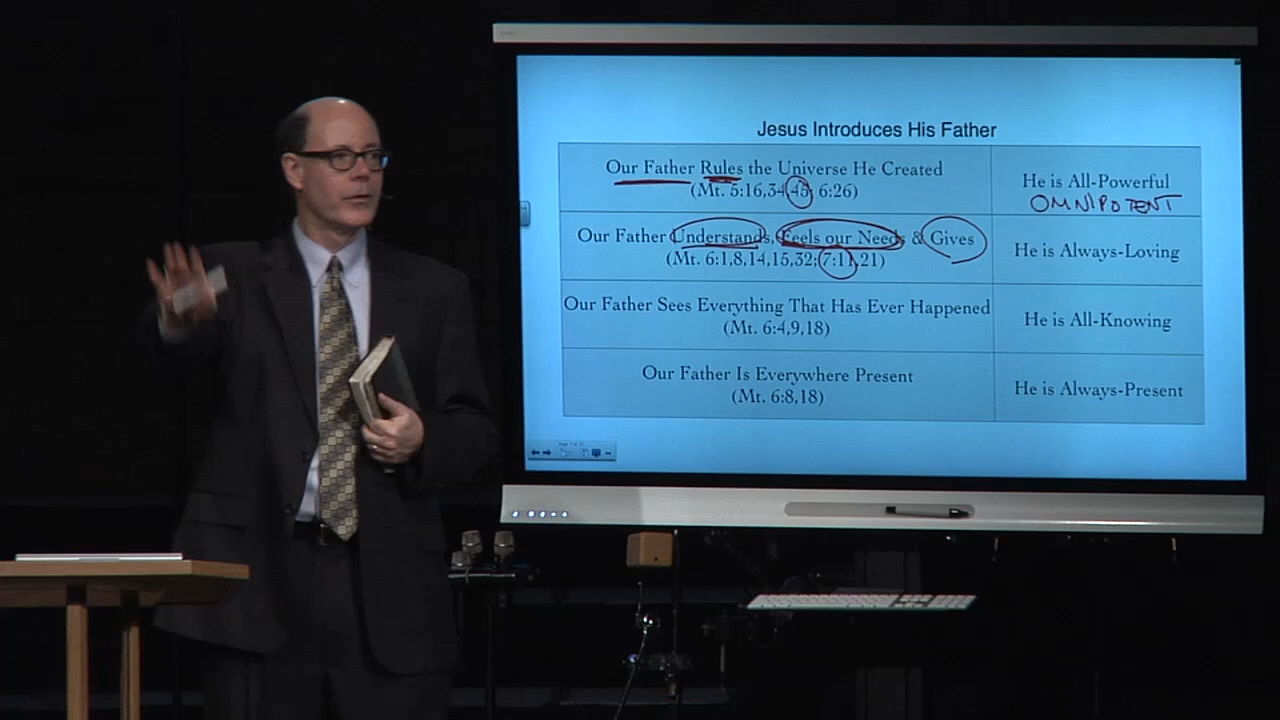 Jesus Introduces His Father
Our Father Rules the Universe He Created
(Mt. 5:16,34,45; 6:26)
He is All-Powerful
OMNIPOTENT
Our Father Understands, Feels our Needs & Gives
(Mt. 6:1,8,14,15,32; 7:11,21)
He is Always-Loving
Our Father Sees Everything That Has Ever Happened
(Mt. 6:4,9,18)
He is All-Knowing
Our Father Is Everywhere Present
(Mt. 6:8,18)
He is Always-Present